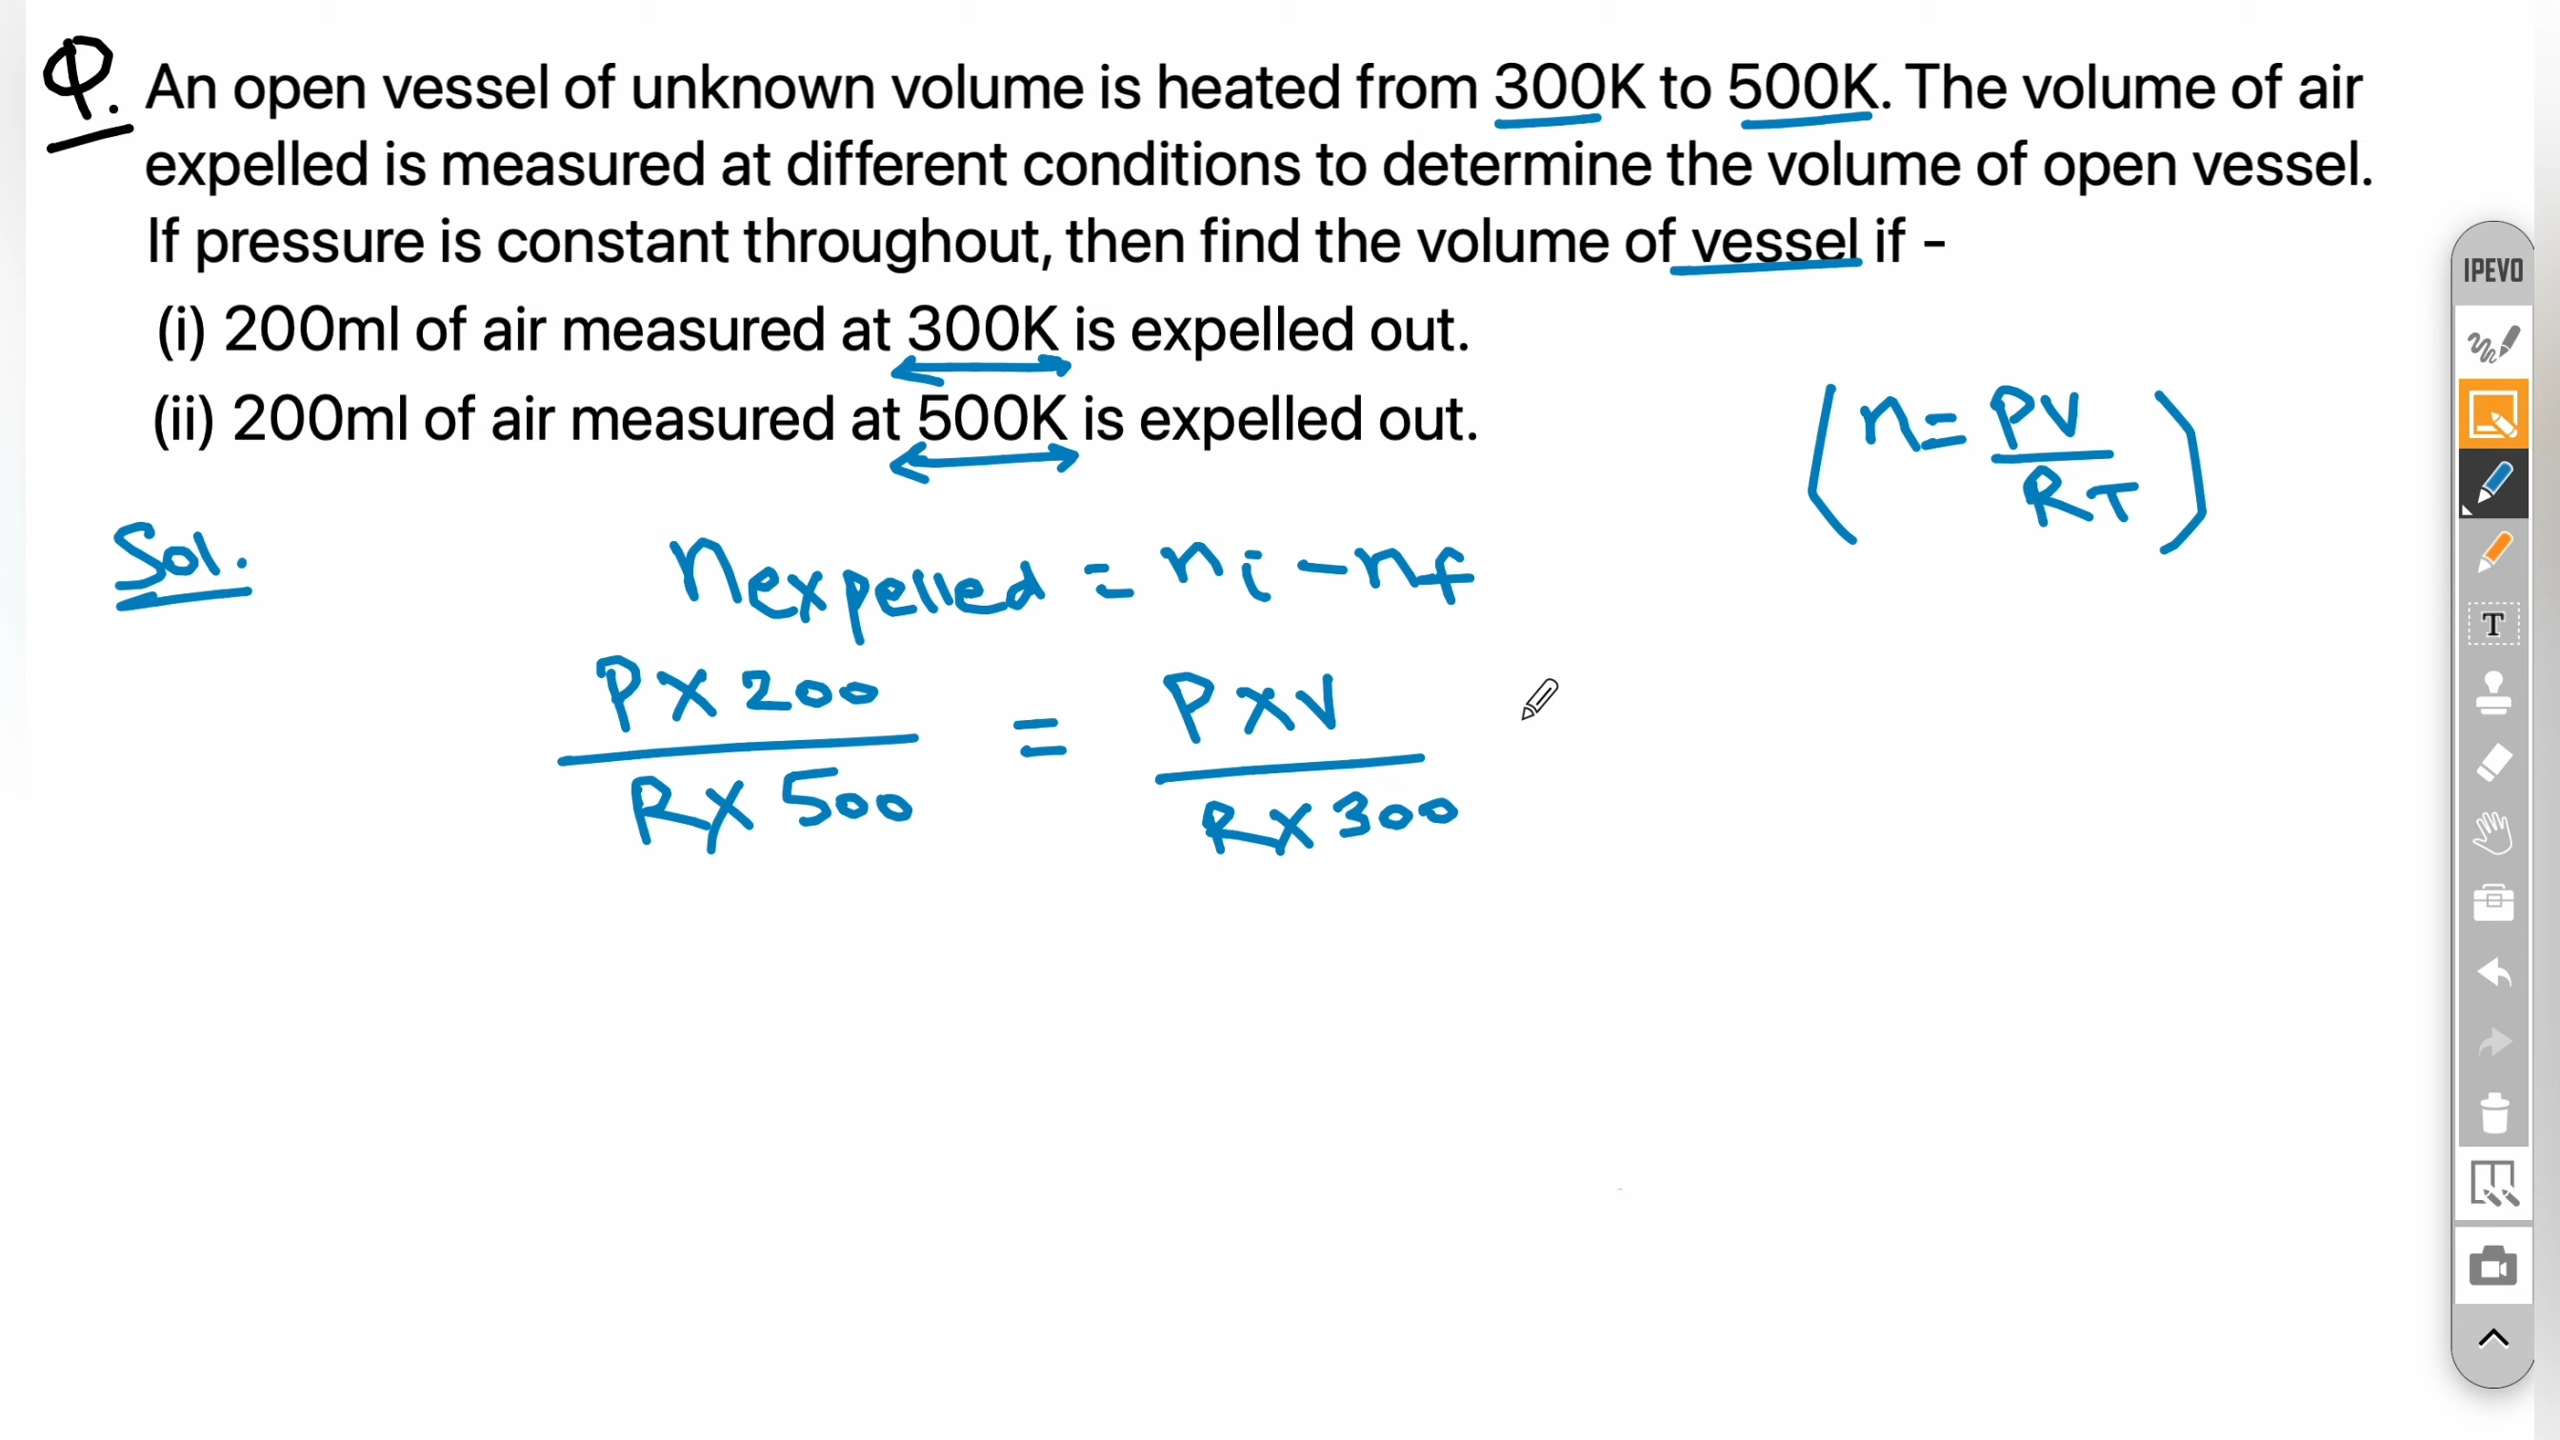 Q. An open vessel of unknown volume is heated from 300K to 500K. The volume of air
expelled is measured at different conditions to determine the volume of open vessel.
If pressure is constant throughout, then find the volume of vessel if -
(i) 200ml of air measured at 300K is expelled out.
(ii) 200ml of air measured at 500K is expelled out.
(n = PV / RT)
Sol. n expelled = ni - nf
P X 200 / R X 500 = P X V / R X 300
IPEVO
T